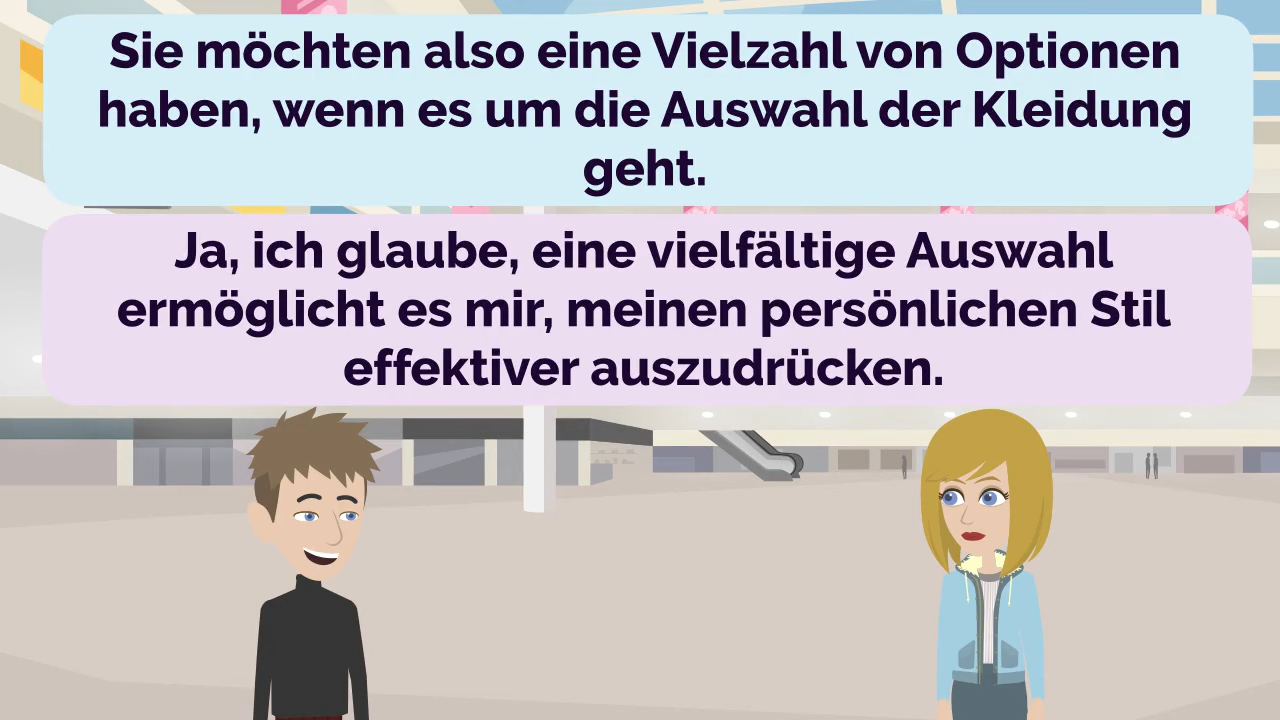 Sie möchten also eine Vielzahl von Optionen
haben, wenn es um die Auswahl der Kleidung
geht.
Ja, ich glaube, eine vielfältige Auswahl
ermöglicht es mir, meinen persönlichen Stil
effektiver auszudrücken.